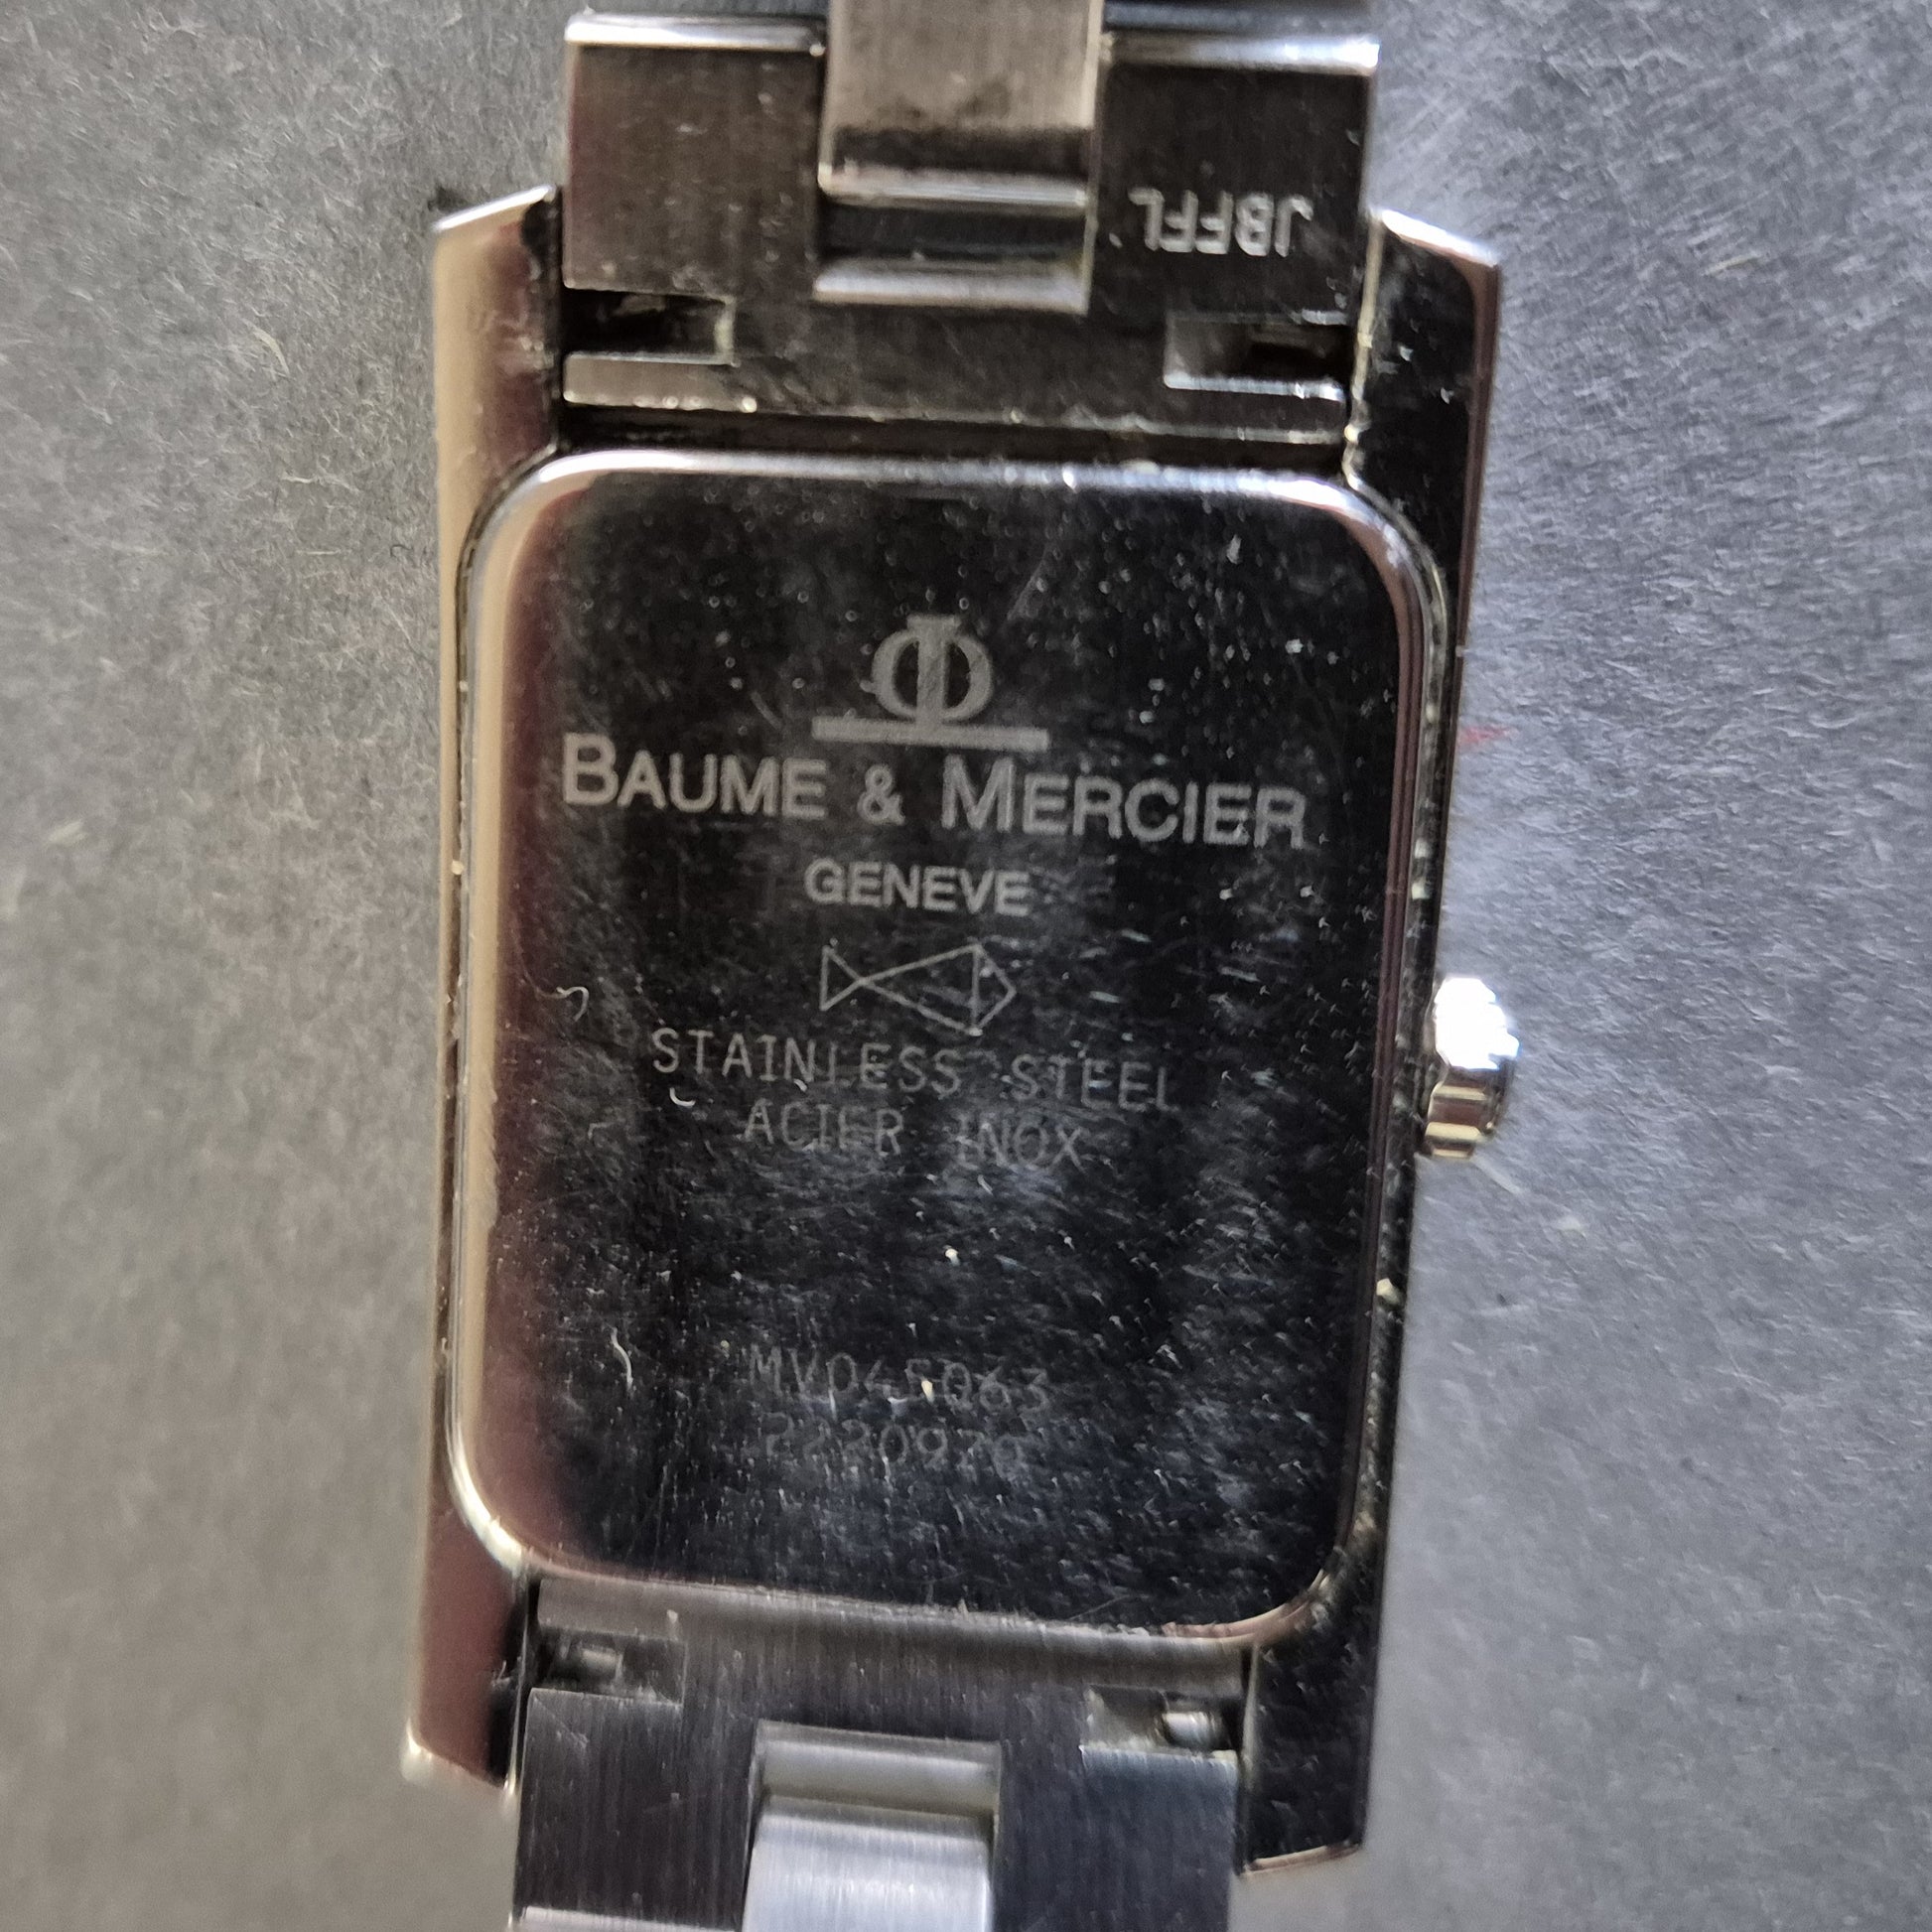 JBFFL
BAUME & MERCIER
GENEVE
STAINLESS STEEL
ACIER INOX
MV045063